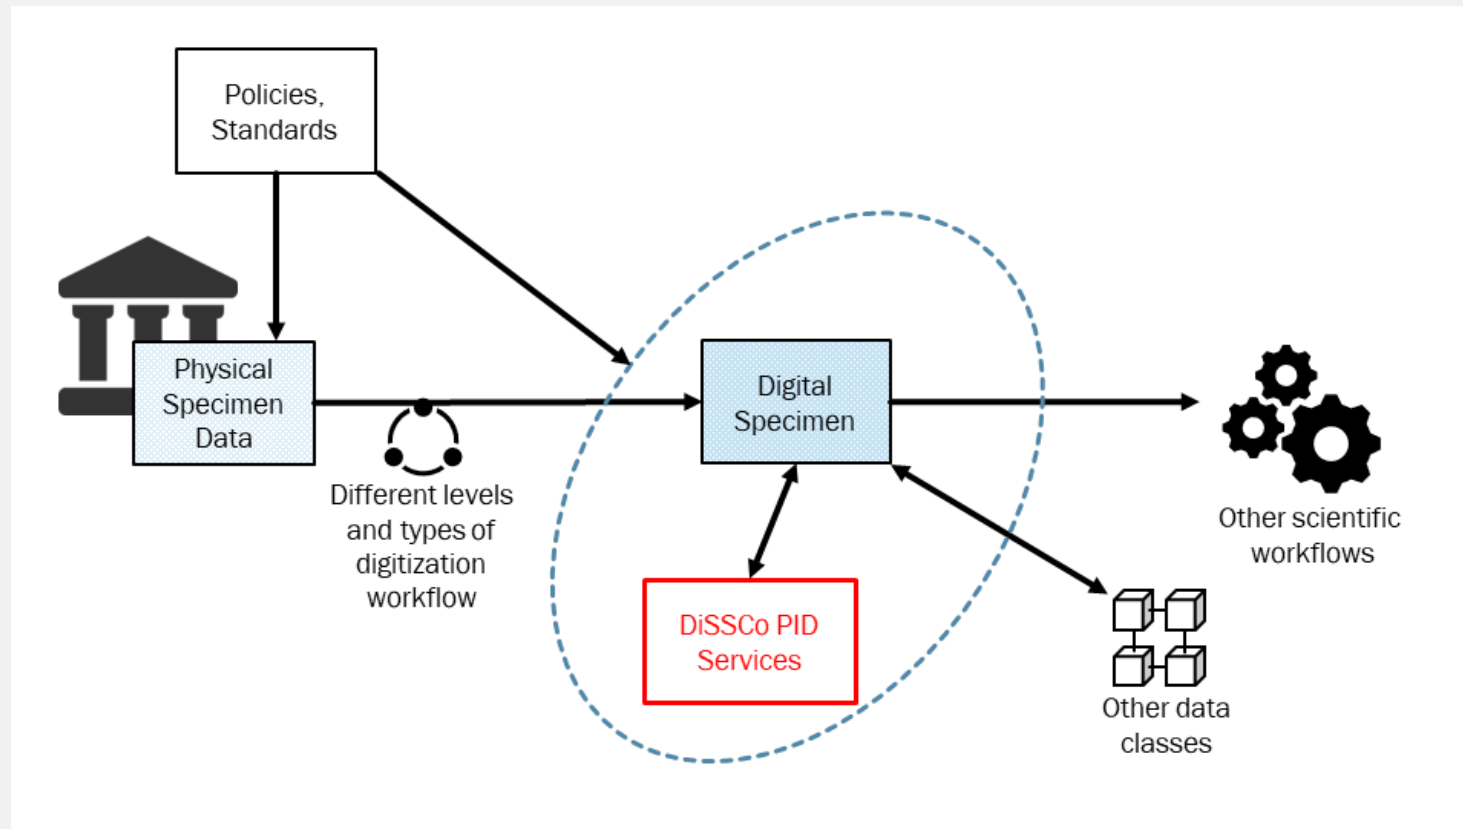 Policies,
Standards
Physical
Specimen
Data
Different levels
and types of
digitization
workflow
Digital
Specimen
DiSSCo PID
Services
Other scientific
workflows
Other data
classes